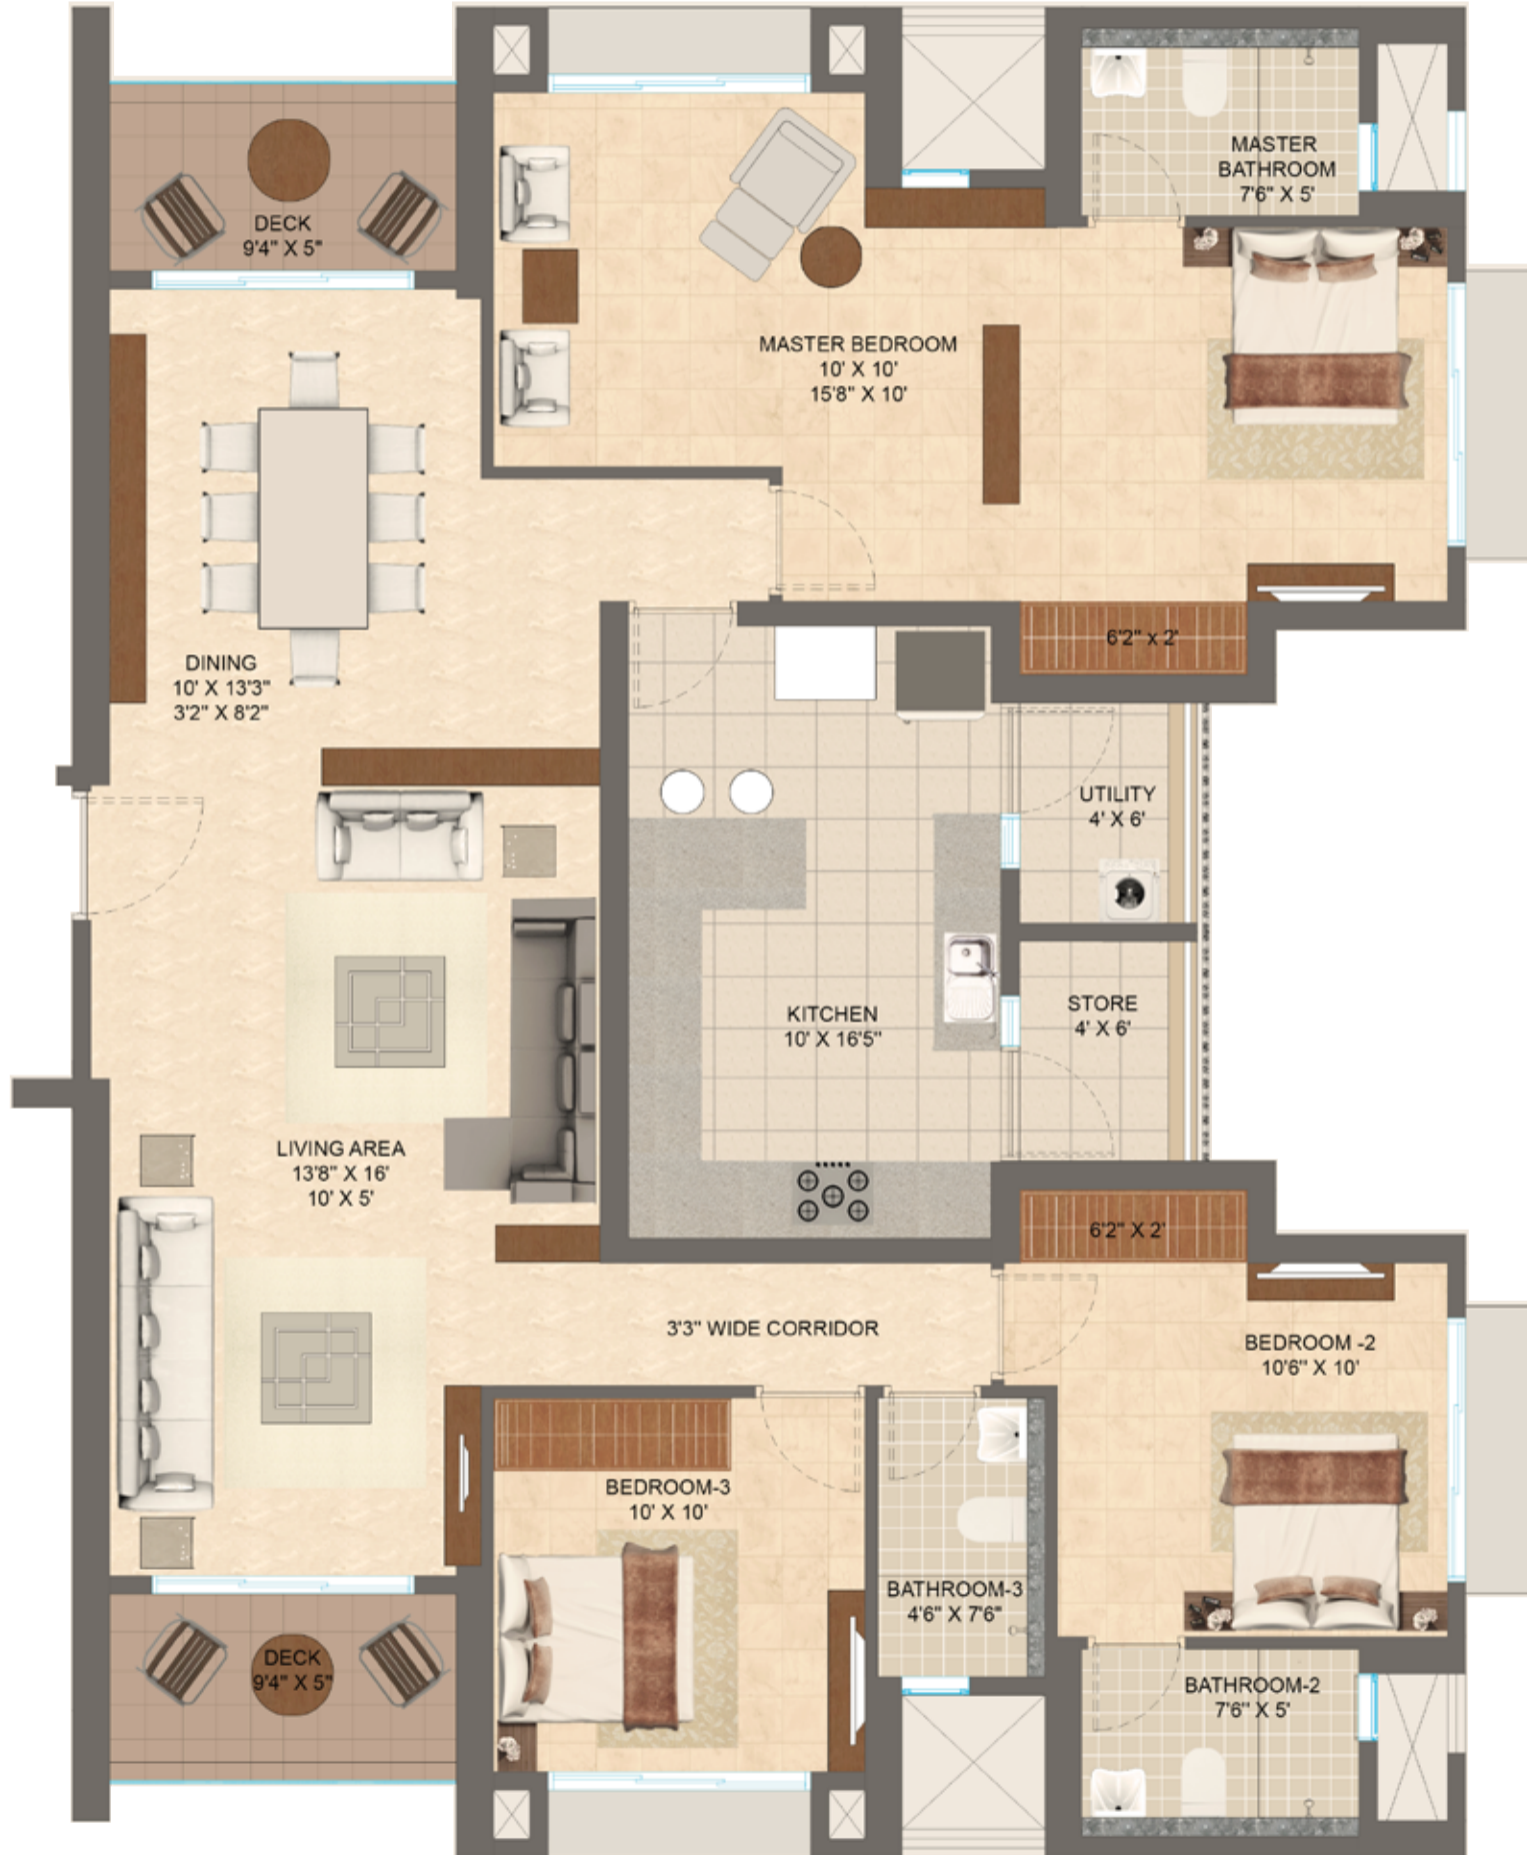 MASTER
BATHROOM
7'6" X 5'
DECK
9'4" X 5"
MASTER BEDROOM
10' X 10'
15'8" X 10'
6'2" x 2'
DINING
10' X 13'3"
3'2" X 8'2"
UTILITY
4' X 6'
KITCHEN
10' X 16'5"
STORE
4' X 6'
LIVING AREA
13'8" X 16'
10' X 5'
6'2" X 2'
3'3" WIDE CORRIDOR
BEDROOM -2
10'6" X 10'
BEDROOM-3
10' X 10'
BATHROOM-3
4'6" X 7'6"
DECK
9'4" X 5"
BATHROOM-2
7'6" X 5'